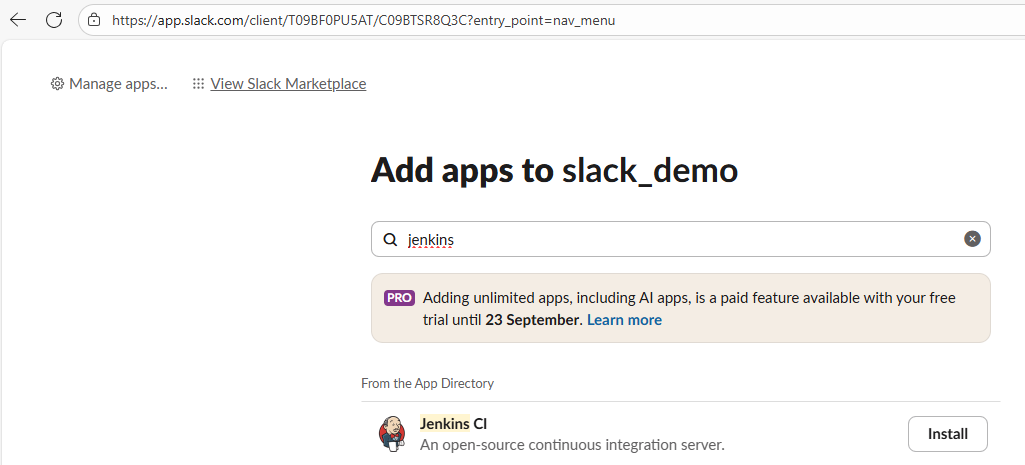 https://app.slack.com/client/T09BF0PU5AT/C09BTSR8Q3C?entry_point=nav_menu
Manage apps... View Slack Marketplace
Add apps to slack_demo
jenkins
PRO Adding unlimited apps, including AI apps, is a paid feature available with your free
trial until 23 September. Learn more
From the App Directory
Jenkins CI
An open-source continuous integration server.
Install